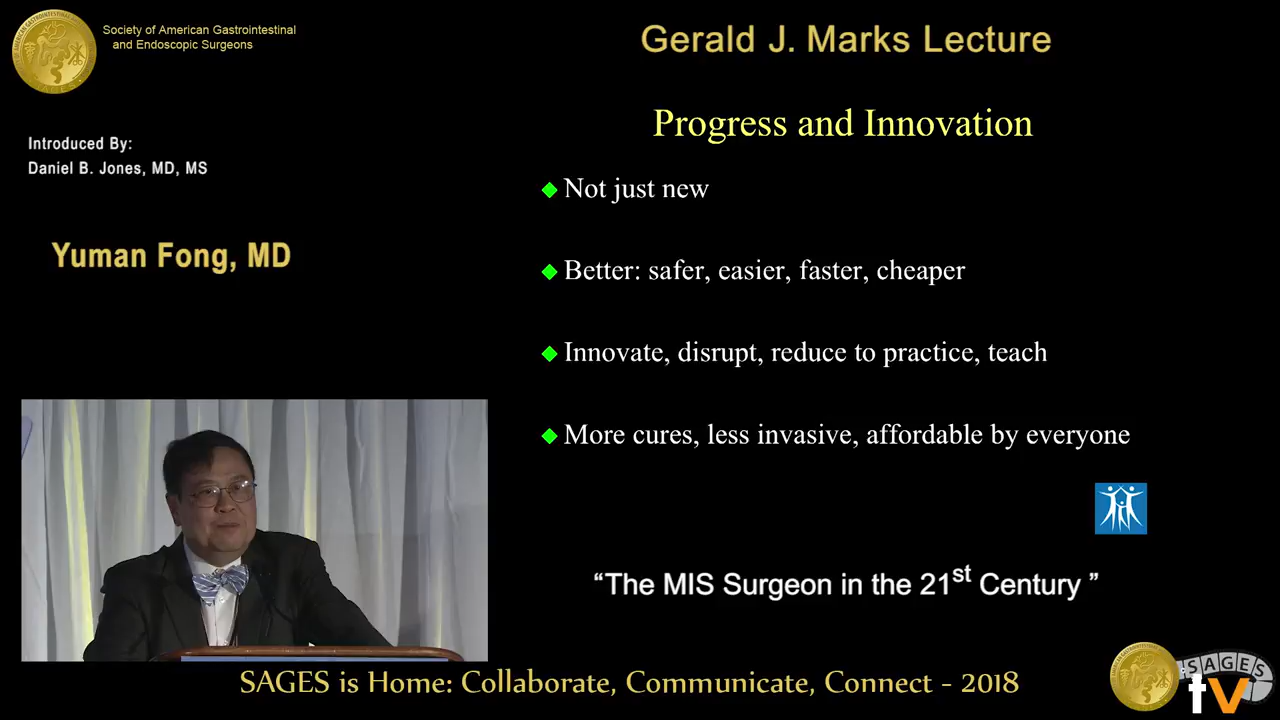 Society of American Gastrointestinal
and Endoscopic Surgeons
Gerald J. Marks Lecture
Introduced By:
Daniel B. Jones, MD, MS
Yuman Fong, MD
Progress and Innovation
Not just new
Better: safer, easier, faster, cheaper
Innovate, disrupt, reduce to practice, teach
More cures, less invasive, affordable by everyone
“The MIS Surgeon in the 21st Century ”
SAGES is Home: Collaborate, Communicate, Connect - 2018
SAGES
tv